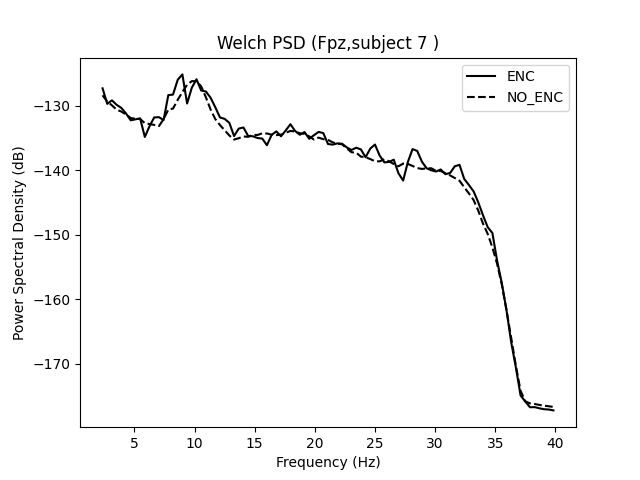 Welch PSD (Fpz,subject 7 )
ENC
NO_ENC
Power Spectral Density (dB)
−130
−140
−150
−160
−170
5 10 15 20 25 30 35 40
Frequency (Hz)